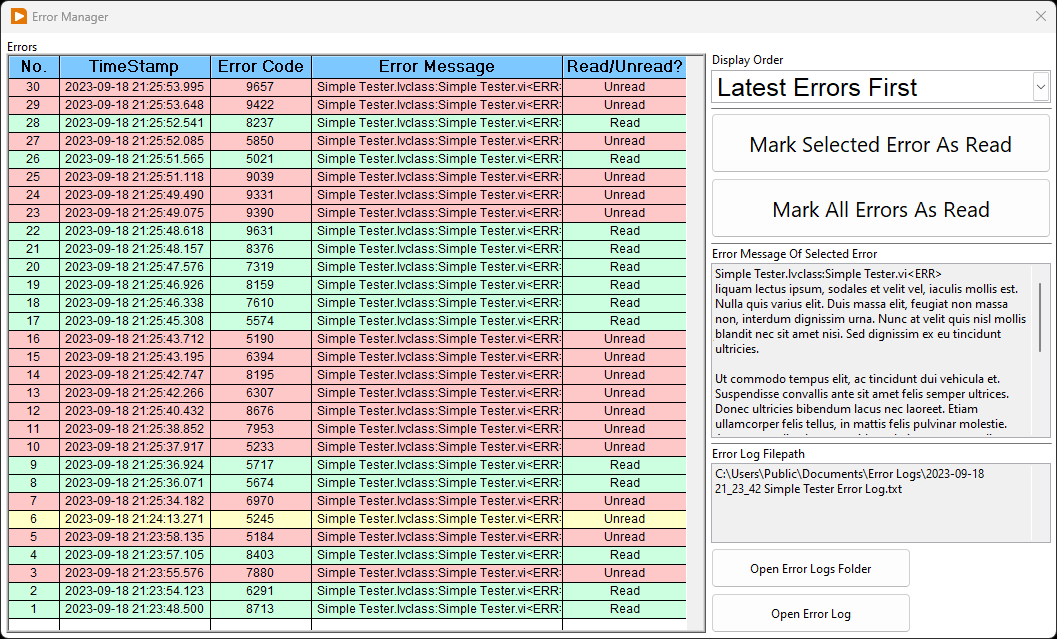 Error Manager
Errors
No. TimeStamp Error Code Error Message Read/Unread?
30 2023-09-18 21:25:53.995 9657 Simple Tester.lvclass:Simple Tester.vi<ERR: Unread
29 2023-09-18 21:25:53.648 9422 Simple Tester.lvclass:Simple Tester.vi<ERR: Unread
28 2023-09-18 21:25:52.541 8237 Simple Tester.lvclass:Simple Tester.vi<ERR: Read
27 2023-09-18 21:25:52.085 5850 Simple Tester.lvclass:Simple Tester.vi<ERR: Unread
26 2023-09-18 21:25:51.565 5021 Simple Tester.lvclass:Simple Tester.vi<ERR: Read
25 2023-09-18 21:25:51.118 9039 Simple Tester.lvclass:Simple Tester.vi<ERR: Unread
24 2023-09-18 21:25:49.490 9331 Simple Tester.lvclass:Simple Tester.vi<ERR: Unread
23 2023-09-18 21:25:49.075 9390 Simple Tester.lvclass:Simple Tester.vi<ERR: Unread
22 2023-09-18 21:25:48.618 9631 Simple Tester.lvclass:Simple Tester.vi<ERR: Read
21 2023-09-18 21:25:48.157 8376 Simple Tester.lvclass:Simple Tester.vi<ERR: Read
20 2023-09-18 21:25:47.576 7319 Simple Tester.lvclass:Simple Tester.vi<ERR: Read
19 2023-09-18 21:25:46.926 8159 Simple Tester.lvclass:Simple Tester.vi<ERR: Read
18 2023-09-18 21:25:46.338 7610 Simple Tester.lvclass:Simple Tester.vi<ERR: Read
17 2023-09-18 21:25:45.308 5574 Simple Tester.lvclass:Simple Tester.vi<ERR: Read
16 2023-09-18 21:25:43.712 5190 Simple Tester.lvclass:Simple Tester.vi<ERR: Unread
15 2023-09-18 21:25:43.195 6394 Simple Tester.lvclass:Simple Tester.vi<ERR: Unread
14 2023-09-18 21:25:42.747 8195 Simple Tester.lvclass:Simple Tester.vi<ERR: Unread
13 2023-09-18 21:25:42.266 6307 Simple Tester.lvclass:Simple Tester.vi<ERR: Unread
12 2023-09-18 21:25:40.432 8676 Simple Tester.lvclass:Simple Tester.vi<ERR: Unread
11 2023-09-18 21:25:38.852 7953 Simple Tester.lvclass:Simple Tester.vi<ERR: Unread
10 2023-09-18 21:25:37.917 5233 Simple Tester.lvclass:Simple Tester.vi<ERR: Unread
9 2023-09-18 21:25:36.924 5717 Simple Tester.lvclass:Simple Tester.vi<ERR: Read
8 2023-09-18 21:25:36.071 5674 Simple Tester.lvclass:Simple Tester.vi<ERR: Read
7 2023-09-18 21:25:34.182 6970 Simple Tester.lvclass:Simple Tester.vi<ERR: Unread
6 2023-09-18 21:24:13.271 5245 Simple Tester.lvclass:Simple Tester.vi<ERR: Unread
5 2023-09-18 21:23:58.135 5184 Simple Tester.lvclass:Simple Tester.vi<ERR: Unread
4 2023-09-18 21:23:57.105 8403 Simple Tester.lvclass:Simple Tester.vi<ERR: Read
3 2023-09-18 21:23:55.576 7880 Simple Tester.lvclass:Simple Tester.vi<ERR: Unread
2 2023-09-18 21:23:54.123 6291 Simple Tester.lvclass:Simple Tester.vi<ERR: Read
1 2023-09-18 21:23:48.500 8713 Simple Tester.lvclass:Simple Tester.vi<ERR: Read
Display Order
Latest Errors First
Mark Selected Error As Read
Mark All Errors As Read
Error Message Of Selected Error
Simple Tester.lvclass:Simple Tester.vi<ERR>
liquam lectus ipsum, sodales et velit vel, iaculis mollis est.
Nulla quis varius elit. Duis massa elit, feugiat non massa
non, interdum dignissim urna. Nunc at velit quis nisl mollis
blandit nec sit amet nisi. Sed dignissim ex eu tincidunt
ultricies.
Ut commodo tempus elit, ac tincidunt dui vehicula et.
Suspendisse convallis ante sit amet felis semper ultrices.
Donec ultricies bibendum lacus nec laoreet. Etiam
ullamcorper felis tellus, in mattis felis pulvinar molestie.
Error Log Filepath
C:\Users\Public\Documents\Error Logs\2023-09-18
21_23_42 Simple Tester Error Log.txt
Open Error Logs Folder
Open Error Log